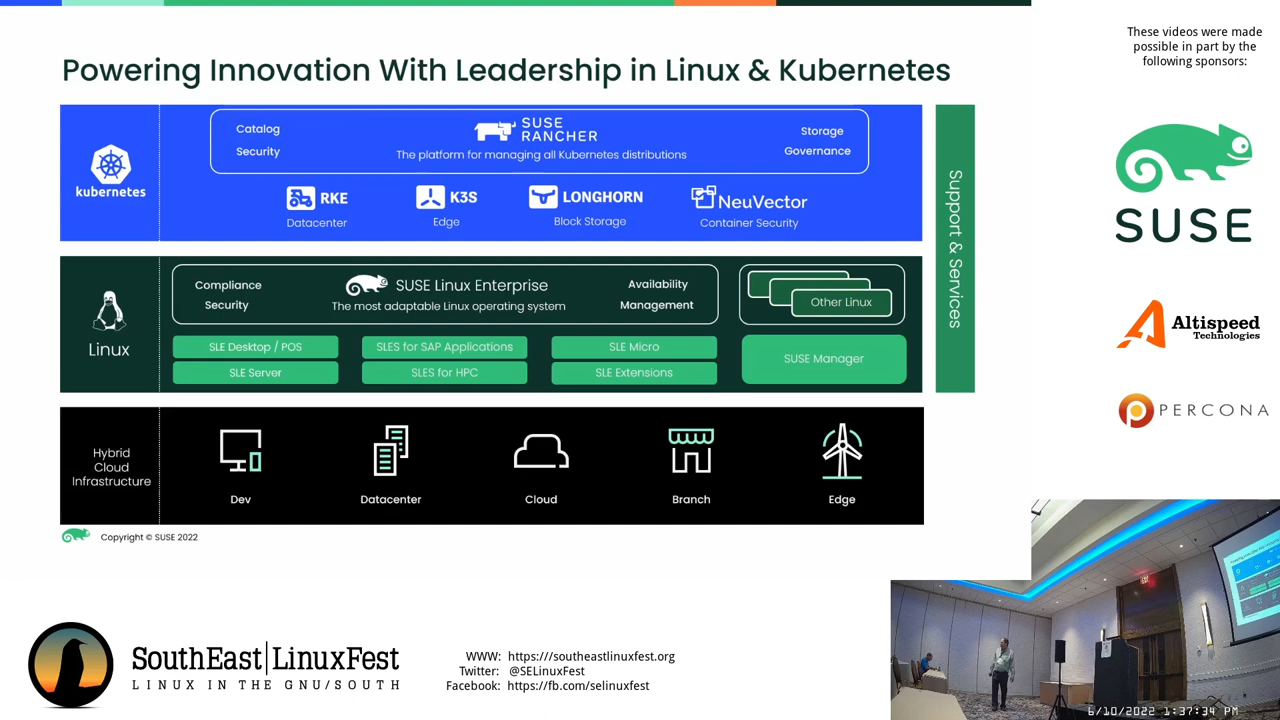 Powering Innovation With Leadership in Linux & Kubernetes
kubernetes
Catalog
Security
SUSE
RANCHER
The platform for managing all Kubernetes distributions
Storage
Governance
RKE
Datacenter
K3S
Edge
LONGHORN
Block Storage
NeuVector
Container Security
Linux
Compliance
Security
SUSE Linux Enterprise
The most adaptable Linux operating system
Availability
Management
Other Linux
SLE Desktop / POS
SLES for SAP Applications
SLE Micro
SUSE Manager
SLE Server
SLES for HPC
SLE Extensions
Support & Services
Hybrid
Cloud
Infrastructure
Dev
Datacenter
Cloud
Branch
Edge
Copyright © SUSE 2022
These videos were made
possible in part by the
following sponsors:
SUSE
Altispeed
Technologies
PERCONA
SouthEast LinuxFest
LINUX IN THE GNU/SOUTH
WWW: https:///southeastlinuxfest.org
Twitter: @SELinuxFest
Facebook: https://fb.com/selinuxfest
6/10/2022 1:37:34 PM